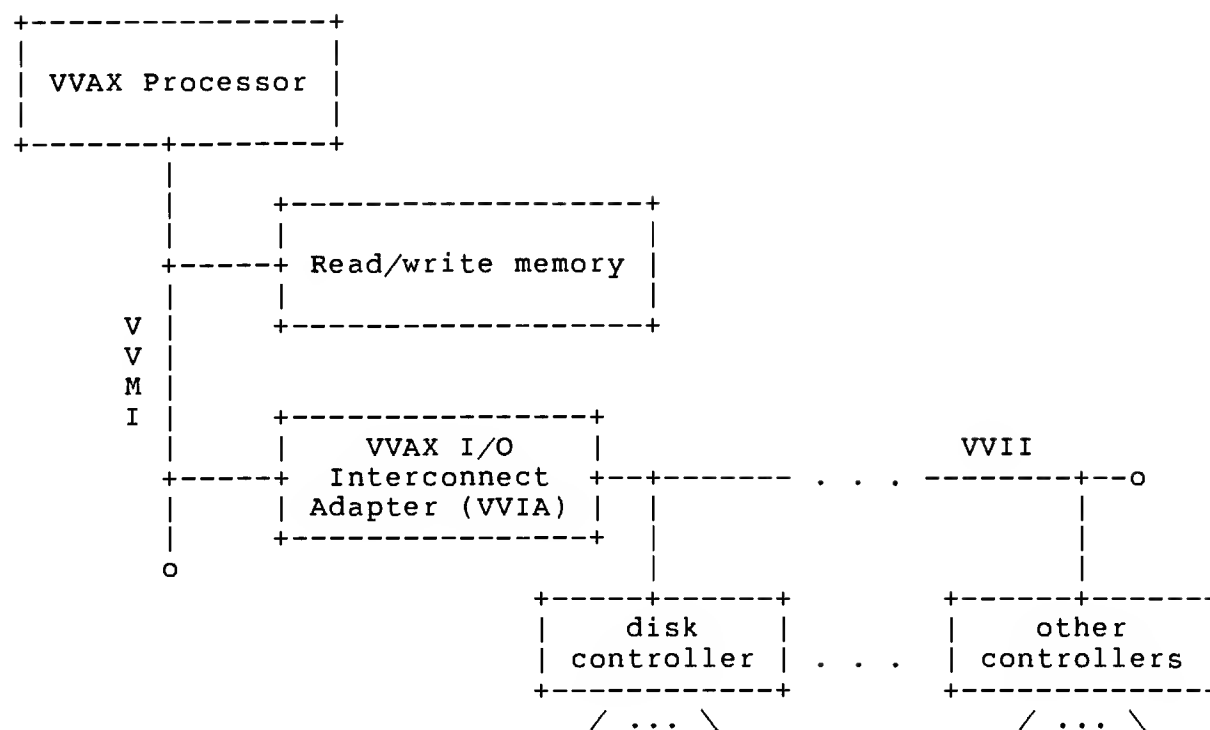 VVAX Processor
Read/write memory
V
V
M
I
VVAX I/O
Interconnect
Adapter (VVIA)
VVII
. . .
disk
controller
. . .
other
controllers
/ ... \
/ ... \